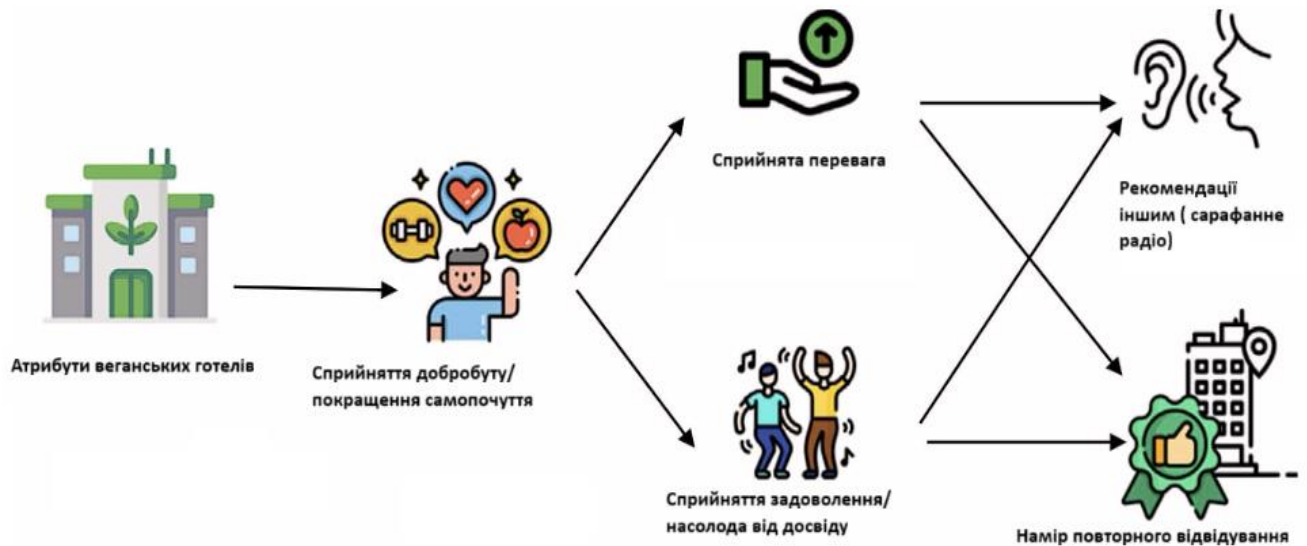 Атрибути веганських готелів
Сприйняття добробуту/
покращення самопочуття
Сприйнята перевага
Сприйняття задоволення/
насолода від досвіду
Рекомендації
іншим ( сарафанне
радіо)
Намір повторного відвідування